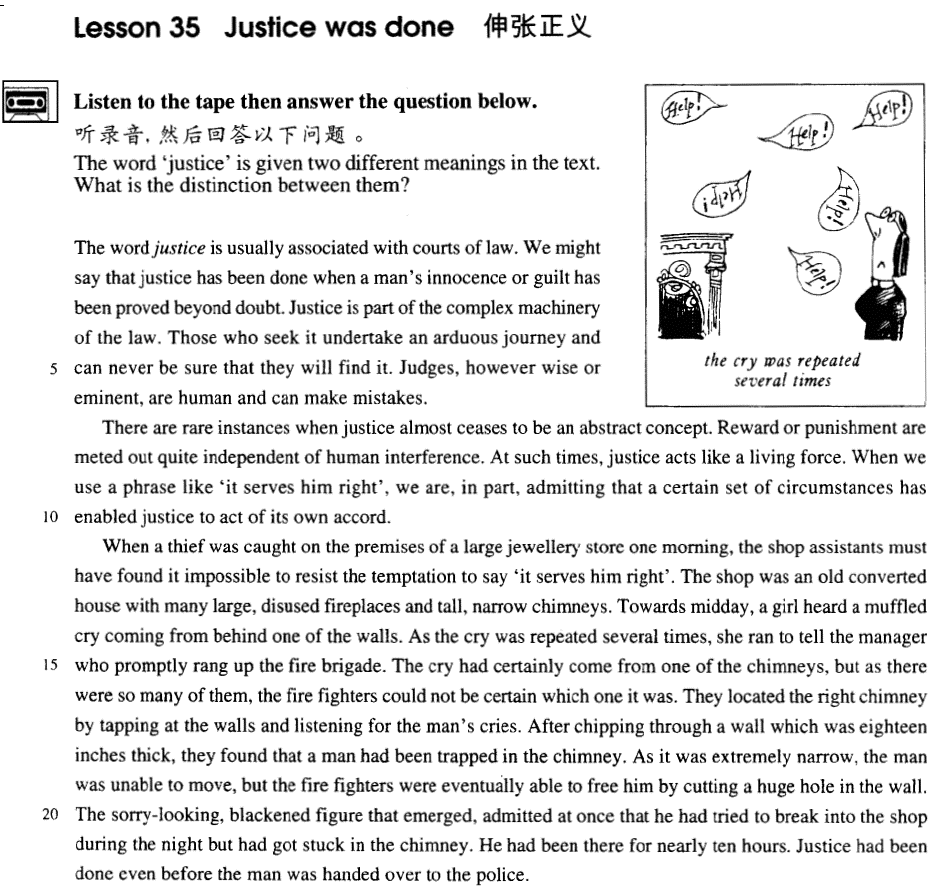 Lesson 35 Justice was done 伸张正义
Listen to the tape then answer the question below.
听录音，然后回答以下问题。
The word ‘justice’ is given two different meanings in the text.
What is the distinction between them?
Help!
Help!
Help!
Help!
Help!
Help!
the cry was repeated
several times
The word justice is usually associated with courts of law. We might
say that justice has been done when a man’s innocence or guilt has
been proved beyond doubt. Justice is part of the complex machinery
of the law. Those who seek it undertake an arduous journey and
5 can never be sure that they will find it. Judges, however wise or
eminent, are human and can make mistakes.
There are rare instances when justice almost ceases to be an abstract concept. Reward or punishment are
meted out quite independent of human interference. At such times, justice acts like a living force. When we
use a phrase like ‘it serves him right’, we are, in part, admitting that a certain set of circumstances has
10 enabled justice to act of its own accord.
When a thief was caught on the premises of a large jewellery store one morning, the shop assistants must
have found it impossible to resist the temptation to say ‘it serves him right’. The shop was an old converted
house with many large, disused fireplaces and tall, narrow chimneys. Towards midday, a girl heard a muffled
cry coming from behind one of the walls. As the cry was repeated several times, she ran to tell the manager
15 who promptly rang up the fire brigade. The cry had certainly come from one of the chimneys, but as there
were so many of them, the fire fighters could not be certain which one it was. They located the right chimney
by tapping at the walls and listening for the man’s cries. After chipping through a wall which was eighteen
inches thick, they found that a man had been trapped in the chimney. As it was extremely narrow, the man
was unable to move, but the fire fighters were eventually able to free him by cutting a huge hole in the wall.
20 The sorry-looking, blackened figure that emerged, admitted at once that he had tried to break into the shop
during the night but had got stuck in the chimney. He had been there for nearly ten hours. Justice had been
done even before the man was handed over to the police.